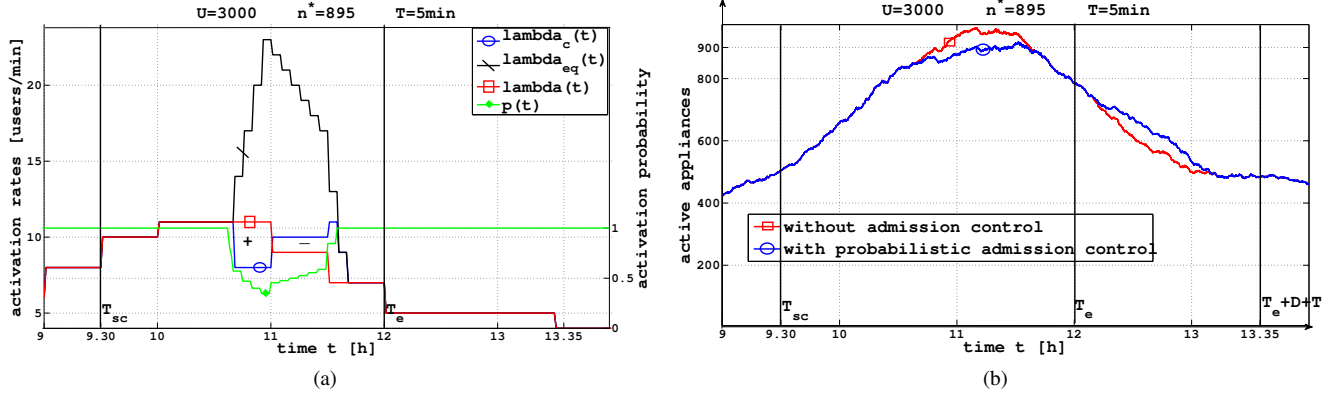 U=3000 n*=895 T=5min
activation rates [users/min]
22
15
10
5
lambda_c(t)
lambda_eq(t)
lambda(t)
p(t)
+
−
T_sc
T_e
activation probability
1
0.5
0
9 9.30 10 11 12 13 13.35
time t [h]
(a)
U=3000 n*=895 T=5min
active appliances
900
800
600
400
200
without admission control
with probabilistic admission control
T_sc
T_e
T_e+D+T
9 9.30 10 11 12 13 13.35
time t [h]
(b)